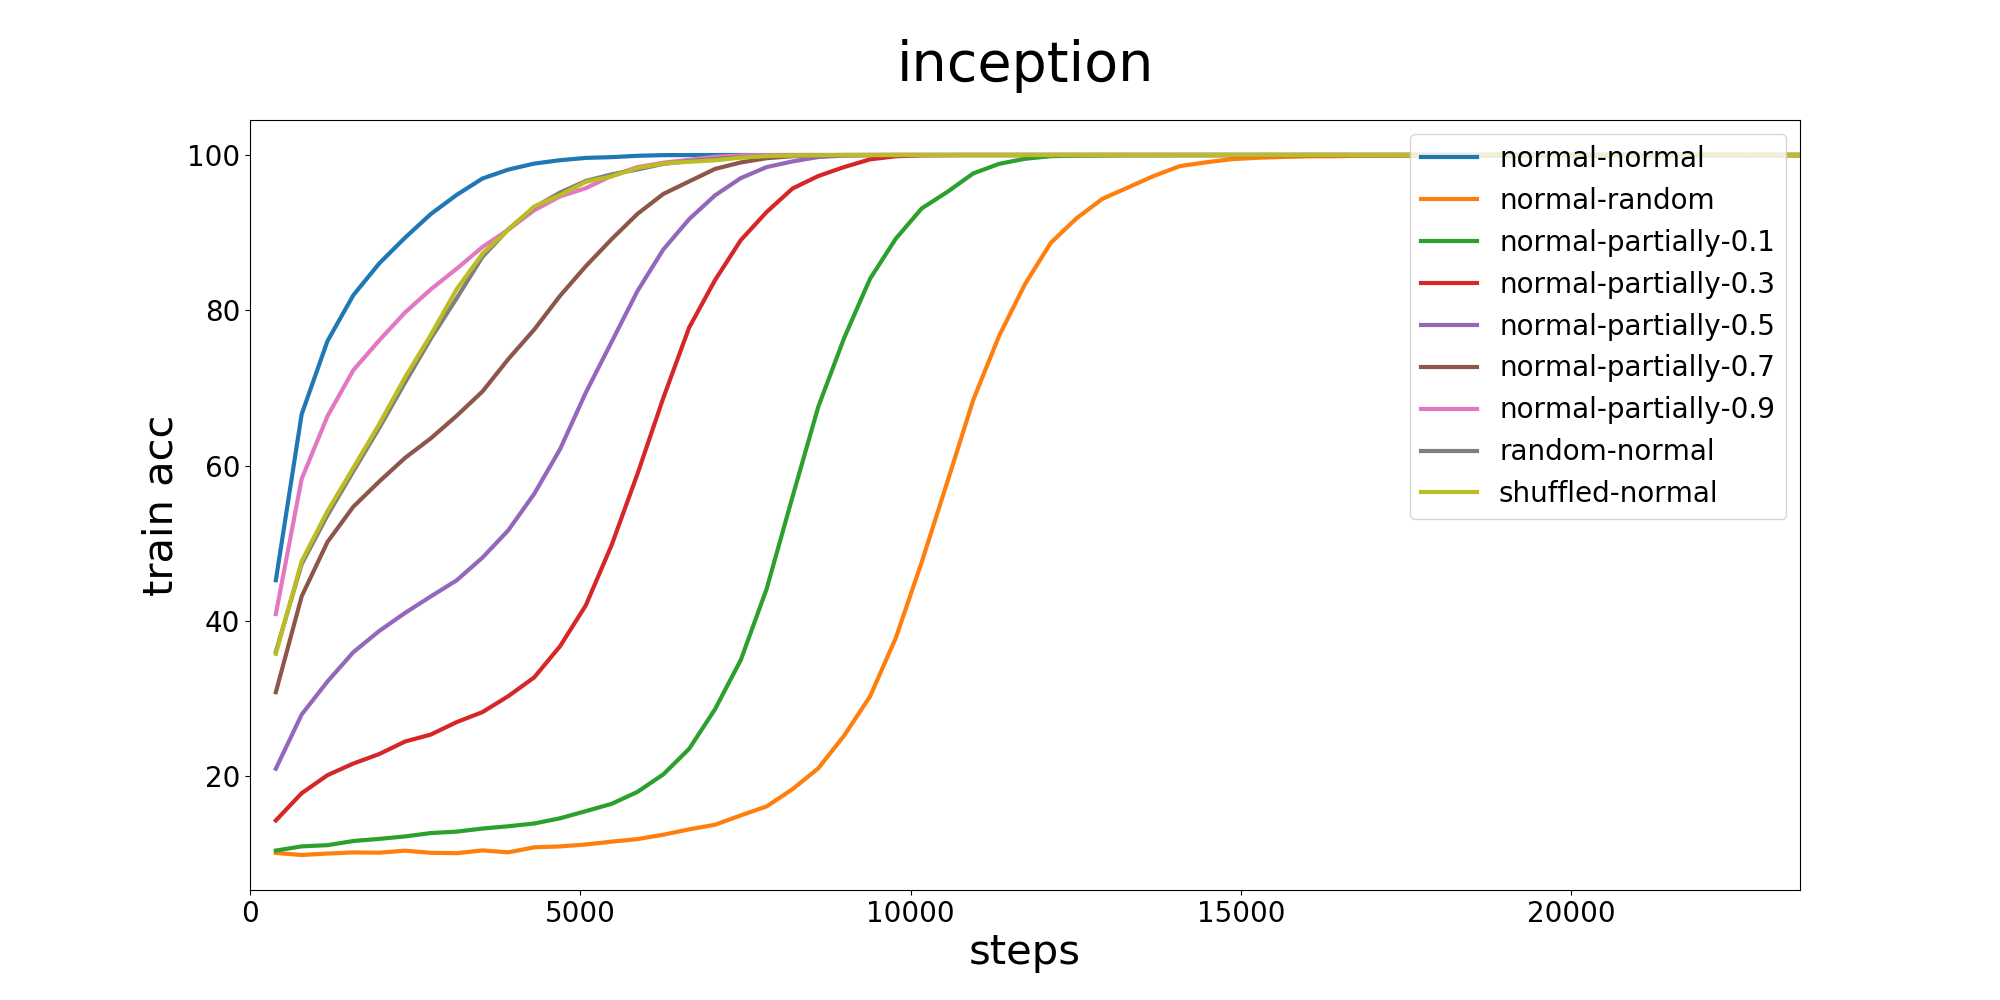 inception
train acc
100
80
60
40
20
0
5000
10000
15000
20000
steps
normal-normal
normal-random
normal-partially-0.1
normal-partially-0.3
normal-partially-0.5
normal-partially-0.7
normal-partially-0.9
random-normal
shuffled-normal